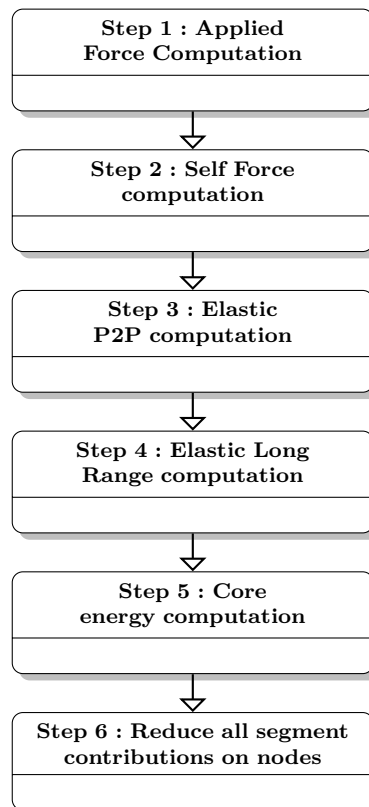 Step 1 : Applied
Force Computation
Step 2 : Self Force
computation
Step 3 : Elastic
P2P computation
Step 4 : Elastic Long
Range computation
Step 5 : Core
energy computation
Step 6 : Reduce all segment
contributions on nodes